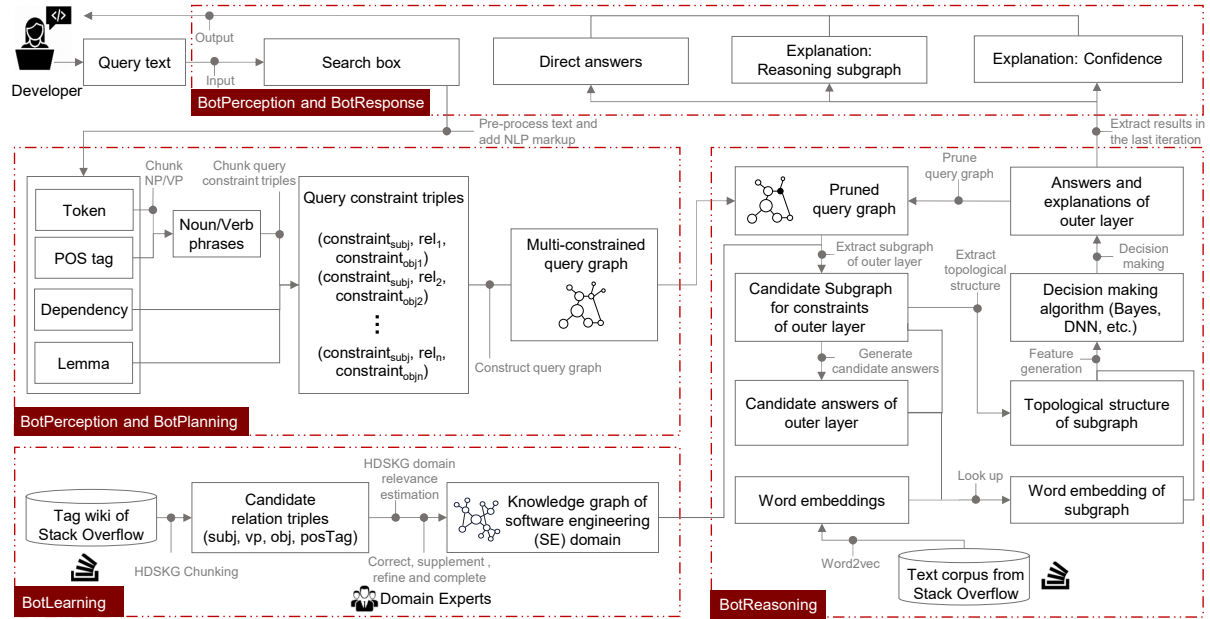 </>
Developer
Query text
Output
Input
Search box
Direct answers
Explanation:
Reasoning subgraph
Explanation: Confidence
BotPerception and BotResponse
Pre-process text and
add NLP markup
Extract results in
the last iteration
Chunk
NP/VP
Chunk query
constraint triples
Token
POS tag
Dependency
Lemma
Noun/Verb
phrases
Query constraint triples
(constraint_subj, rel_1,
constraint_obj1)
(constraint_subj, rel_2,
constraint_obj2)
⋮
(constraint_subj, rel_n,
constraint_objn)
Construct query graph
Multi-constrained
query graph
BotPerception and BotPlanning
Pruned
query graph
Prune
query graph
Answers and
explanations of
outer layer
Extract subgraph
of outer layer
Extract
topological
structure
Decision
making
Candidate Subgraph
for constraints
of outer layer
Decision making
algorithm (Bayes,
DNN, etc.)
Generate
candidate answers
Feature
generation
Candidate answers of
outer layer
Topological structure
of subgraph
Word embeddings
Look up
Word embedding of
subgraph
Word2vec
Text corpus from
Stack Overflow
BotReasoning
Tag wiki of
Stack Overflow
HDSKG Chunking
Candidate
relation triples
(subj, vp, obj, posTag)
HDSKG domain
relevance
estimation
Correct, supplement ,
refine and complete
Domain Experts
Knowledge graph of
software engineering
(SE) domain
BotLearning